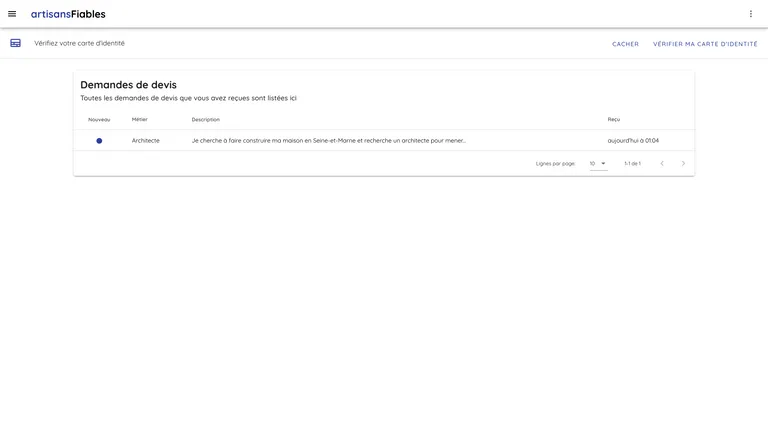 artisansFiables
Vérifiez votre carte d'identité
CACHER
VÉRIFIER MA CARTE D'IDENTITÉ
Demandes de devis
Toutes les demandes de devis que vous avez reçues sont listées ici
Nouveau Métier Description Reçu
Architecte Je cherche à faire construire ma maison en Seine-et-Marne et recherche un architecte pour mener... aujourd'hui à 01:04
Lignes par page: 10 1-1 de 1